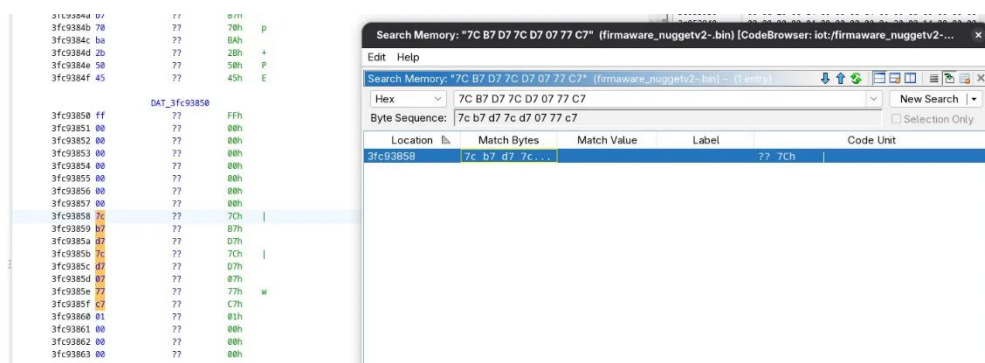 3fc9384b 70 ?? 70h p
3fc9384c ba ?? BAh
3fc9384d 2b ?? 2Bh +
3fc9384e 50 ?? 50h P
3fc9384f 45 ?? 45h E
DAT_3fc93850
3fc93850 ff ?? FFh
3fc93851 00 ?? 00h
3fc93852 00 ?? 00h
3fc93853 00 ?? 00h
3fc93854 00 ?? 00h
3fc93855 00 ?? 00h
3fc93856 00 ?? 00h
3fc93857 00 ?? 00h
3fc93858 7c ?? 7Ch |
3fc93859 b7 ?? B7h
3fc9385a d7 ?? D7h
3fc9385b 7c ?? 7Ch |
3fc9385c d7 ?? D7h
3fc9385d 07 ?? 07h
3fc9385e 77 ?? 77h w
3fc9385f c7 ?? C7h
3fc93860 01 ?? 01h
3fc93861 00 ?? 00h
3fc93862 00 ?? 00h
3fc93863 00 ?? 00h
Search Memory: "7C B7 D7 7C D7 07 77 C7" (firmaware_nuggetv2-.bin) [CodeBrowser: iot:/firmaware_nuggetv2-... ×
Edit Help
Search Memory: "7C B7 D7 7C D7 07 77 C7" (firmaware_nuggetv2-.bin) - (1 entry)
Hex 7C B7 D7 7C D7 07 77 C7 New Search
Byte Sequence: 7c b7 d7 7c d7 07 77 c7 Selection Only
Location Match Bytes Match Value Label Code Unit
3fc93858 7c b7 d7 7c... ?? 7Ch |